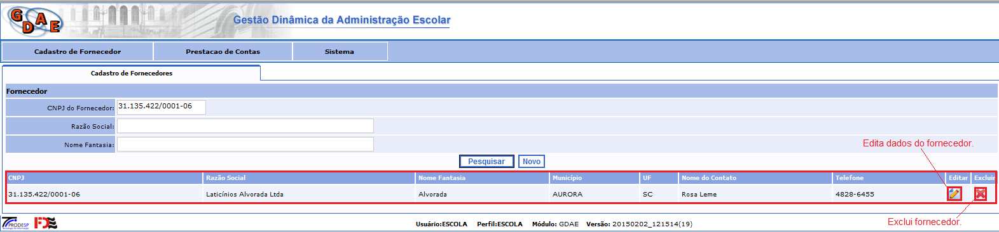 GDAE
Gestão Dinâmica da Administração Escolar
Cadastro de Fornecedor Prestacao de Contas Sistema
Cadastro de Fornecedores
Fornecedor
CNPJ do Fornecedor: 31.135.422/0001-06
Razão Social:
Nome Fantasia:
Edita dados do fornecedor.
Pesquisar Novo
CNPJ Razão Social Nome Fantasia Município UF Nome do Contato Telefone Editar Excluir
31.135.422/0001-06 Laticínios Alvorada Ltda Alvorada AURORA SC Rosa Leme 4828-6455
PRODESP
Tecnologia da Informação
FDE
Usuário:ESCOLA Perfil:ESCOLA Módulo: GDAE Versão: 20150202_121514(19)
Exclui fornecedor.